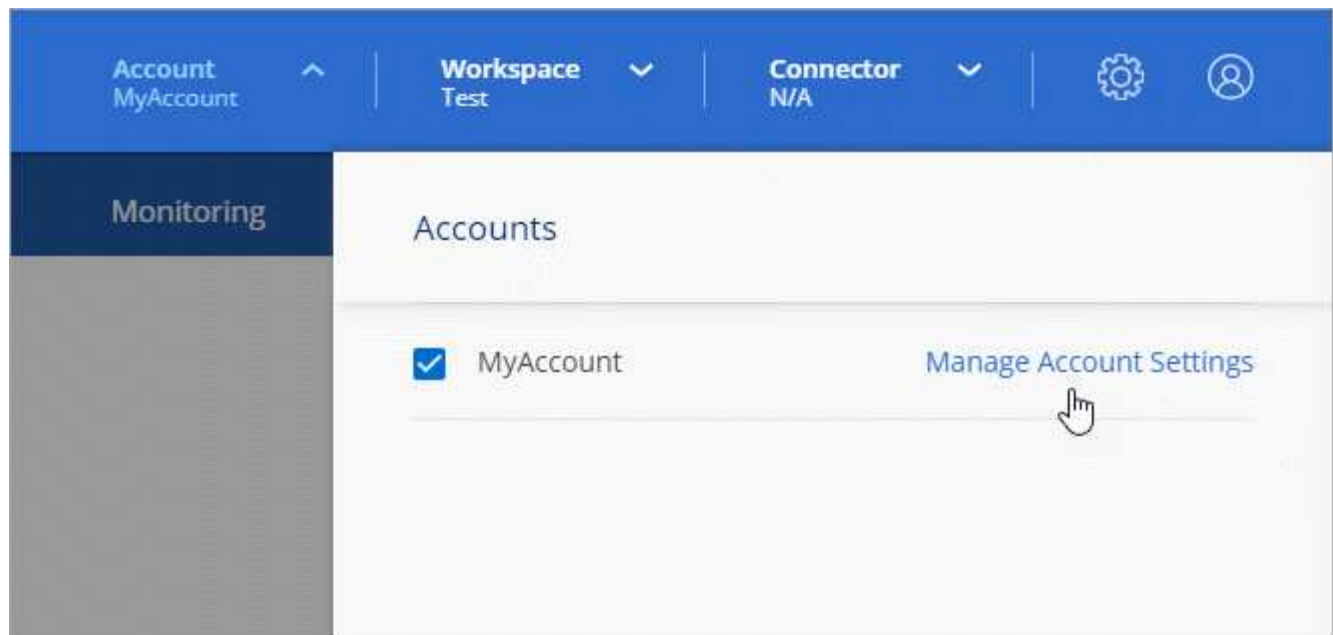 Account
MyAccount
Workspace
Test
Connector
N/A
Monitoring
Accounts
MyAccount
Manage Account Settings